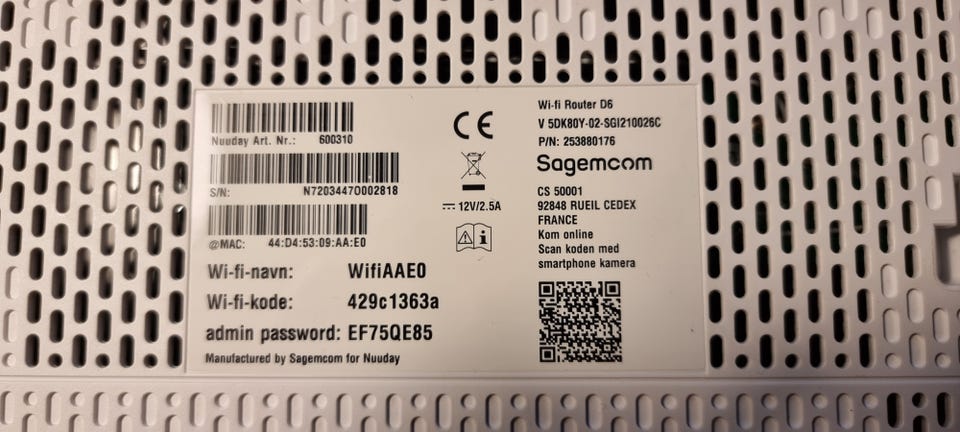 Nuuday Art. Nr.: 600310
S/N: N72034470002818
@MAC: 44:D4:53:09:AA:E0
Wi-fi-navn: WifiAAE0
Wi-fi-kode: 429c1363a
admin password: EF75QE85
Manufactured by Sagemcom for Nuuday
CE
12V/2.5A
i
Wi-fi Router D6
V 5DK80Y-02-SGI210026C
P/N: 253880176
Sagemcom
CS 50001
92848 RUEIL CEDEX
FRANCE
Kom online
Scan koden med
smartphone kamera